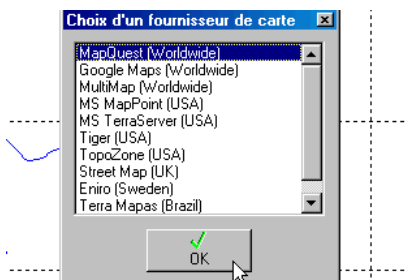 Choix d'un fournisseur de carte
MapQuest (Worldwide)
Google Maps (Worldwide)
MultiMap (Worldwide)
MS MapPoint (USA)
MS TerraServer (USA)
Tiger (USA)
TopoZone (USA)
Street Map (UK)
Eniro (Sweden)
Terra Mapas (Brazil)
OK